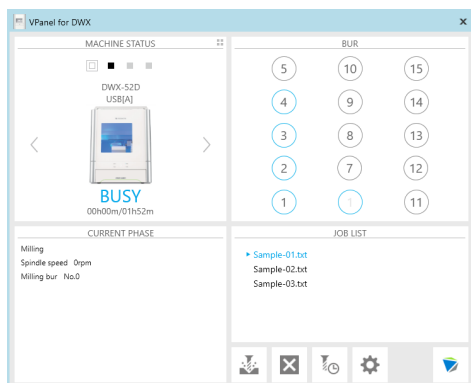 VPanel for DWX
MACHINE STATUS
DWX-52D
USB[A]
BUSY
00h00m/01h52m
BUR
5 10 15
4 9 14
3 8 13
2 7 12
1 1 11
CURRENT PHASE
Milling
Spindle speed 0rpm
Milling bur No.0
JOB LIST
Sample-01.txt
Sample-02.txt
Sample-03.txt